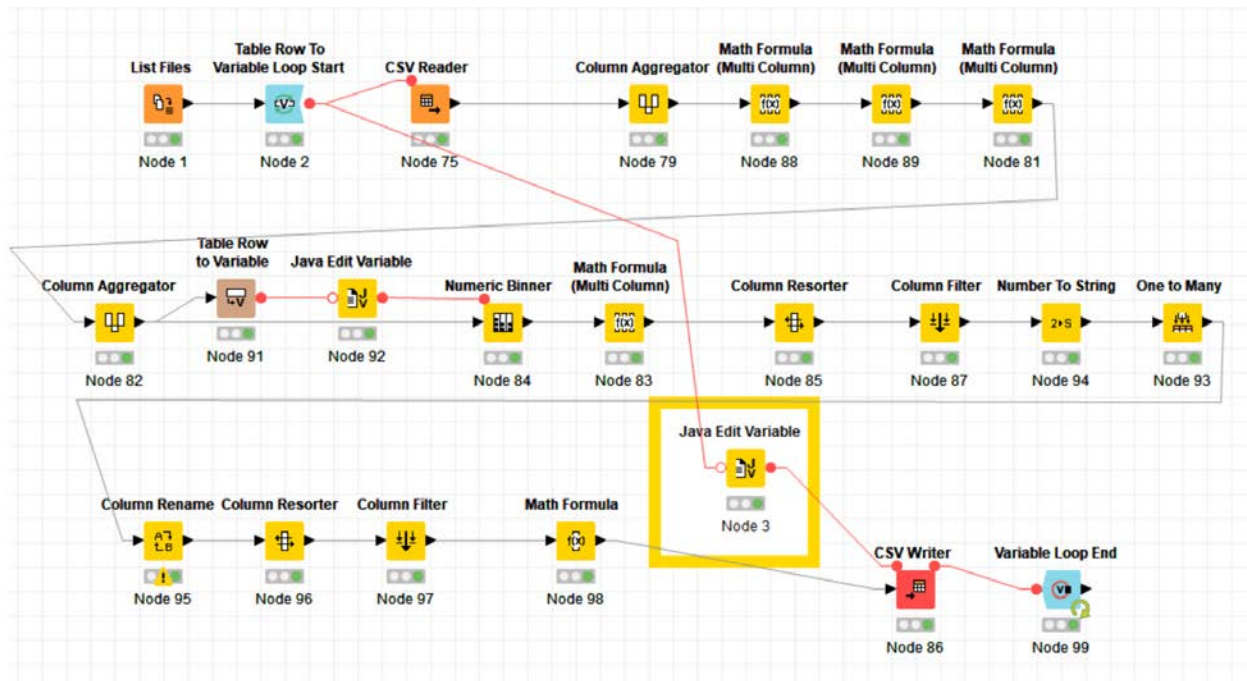 List Files
Table Row To
Variable Loop Start
CSV Reader
Column Aggregator
Math Formula
(Multi Column)
Math Formula
(Multi Column)
Math Formula
(Multi Column)
Node 1
Node 2
Node 75
Node 79
Node 88
Node 89
Node 81
Column Aggregator
Table Row
to Variable
Java Edit Variable
Numeric Binner
Math Formula
(Multi Column)
Column Resorter
Column Filter
Number To String
One to Many
Node 82
Node 91
Node 92
Node 84
Node 83
Node 85
Node 87
Node 94
Node 93
Java Edit Variable
Node 3
Column Rename
Column Resorter
Column Filter
Math Formula
CSV Writer
Variable Loop End
Node 95
Node 96
Node 97
Node 98
Node 86
Node 99